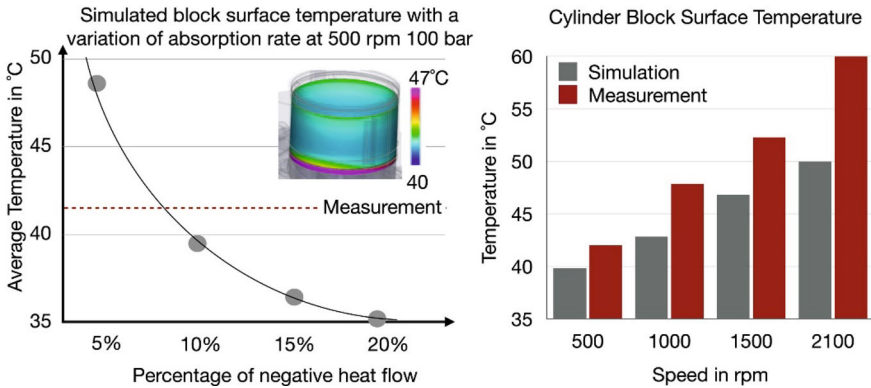 Simulated block surface temperature with a
variation of absorption rate at 500 rpm 100 bar
Average Temperature in °C
50
45
40
35
47°C
40
Measurement
5%
10%
15%
20%
Percentage of negative heat flow
Cylinder Block Surface Temperature
Temperature in °C
60
55
50
45
40
35
Simulation
Measurement
500
1000
1500
2100
Speed in rpm